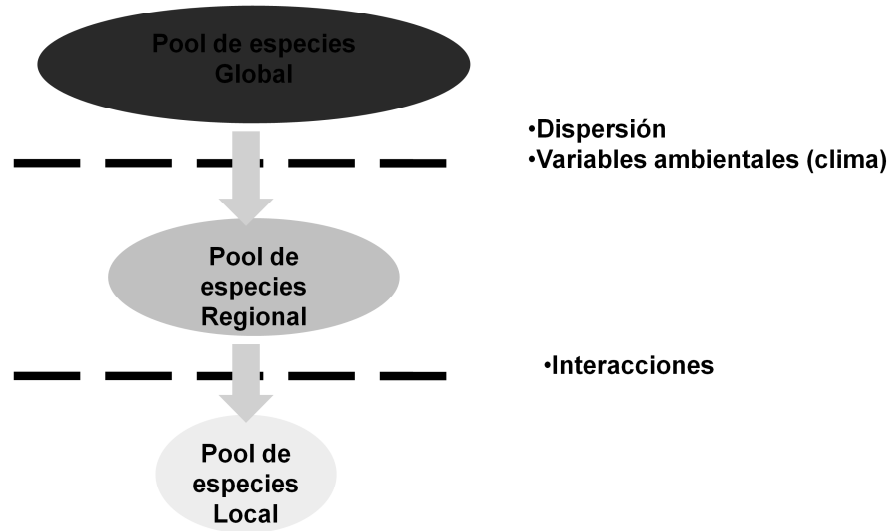 Pool de especies
Global
•Dispersión
•Variables ambientales (clima)
Pool de
especies
Regional
•Interacciones
Pool de
especies
Local